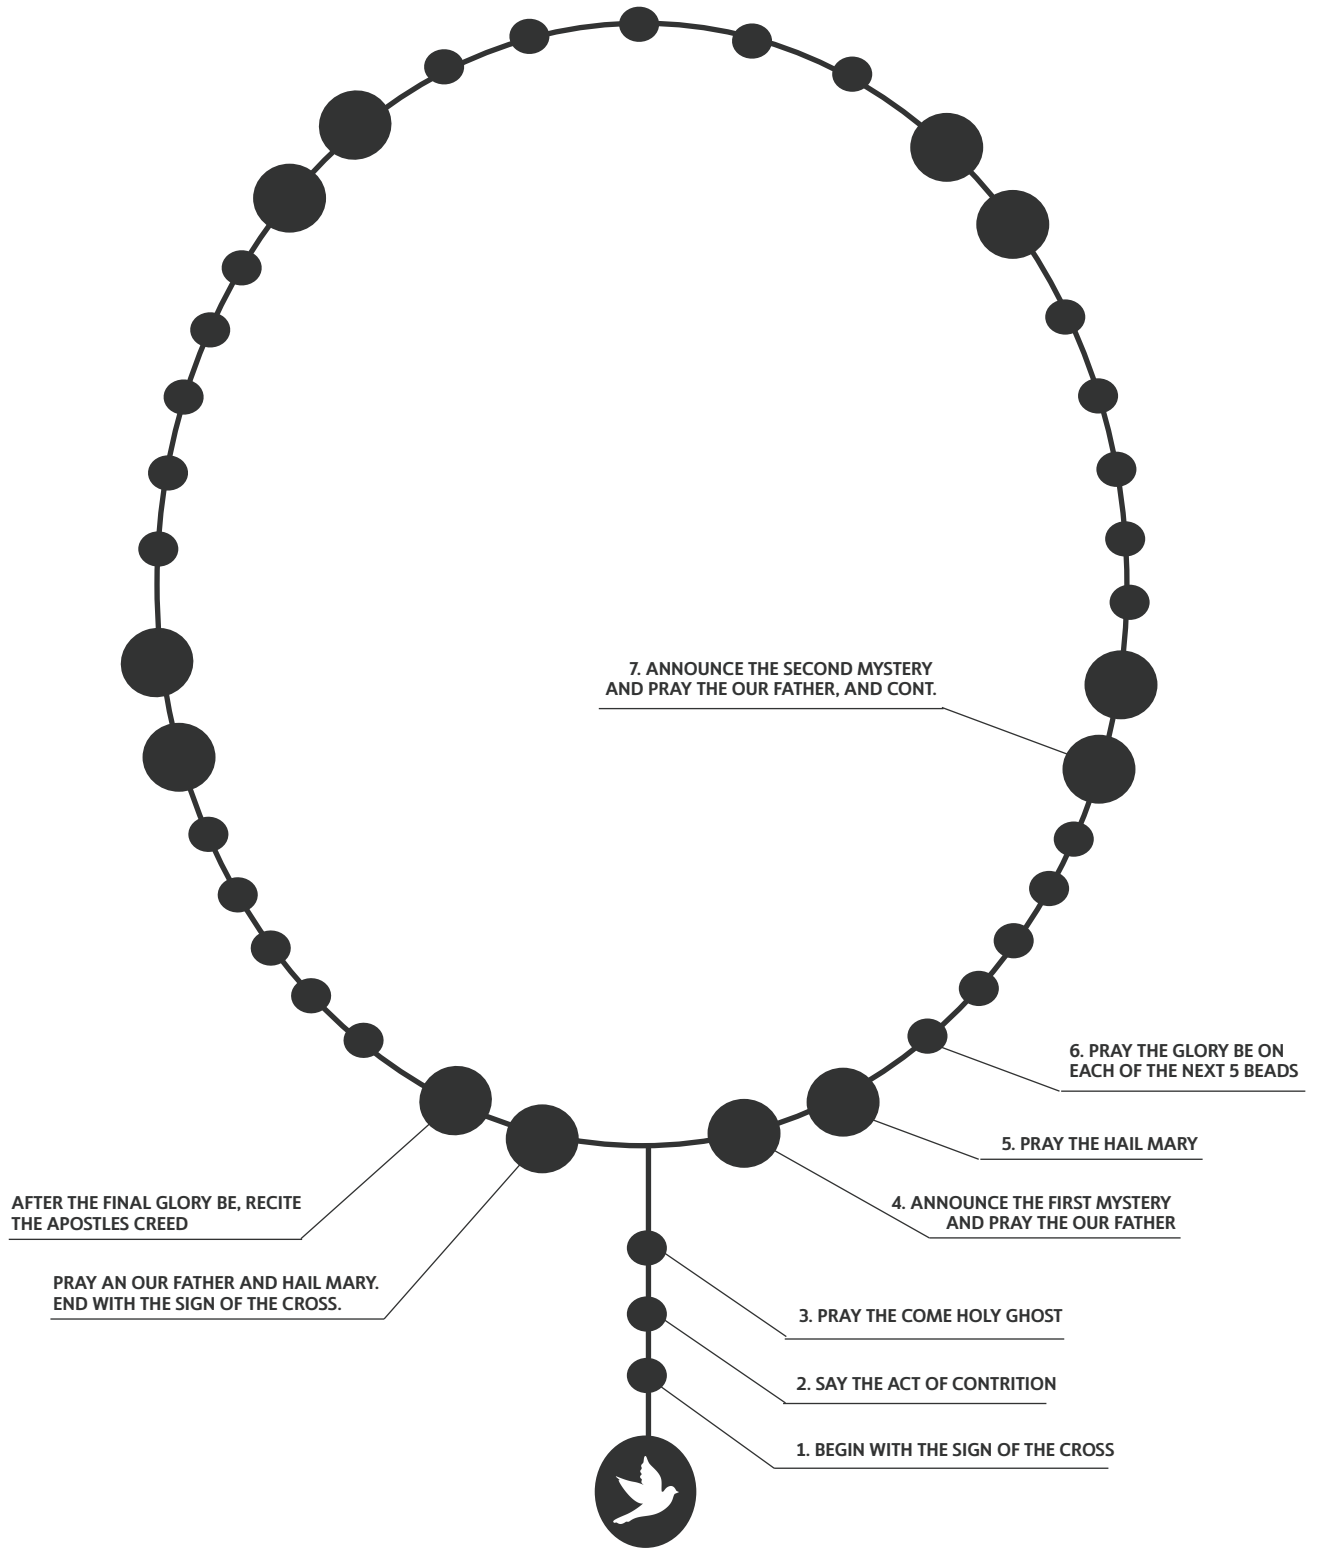 7. ANNOUNCE THE SECOND MYSTERY
AND PRAY THE OUR FATHER, AND CONT.
6. PRAY THE GLORY BE ON
EACH OF THE NEXT 5 BEADS
5. PRAY THE HAIL MARY
4. ANNOUNCE THE FIRST MYSTERY
AND PRAY THE OUR FATHER
AFTER THE FINAL GLORY BE, RECITE
THE APOSTLES CREED
PRAY AN OUR FATHER AND HAIL MARY.
END WITH THE SIGN OF THE CROSS.
3. PRAY THE COME HOLY GHOST
2. SAY THE ACT OF CONTRITION
1. BEGIN WITH THE SIGN OF THE CROSS